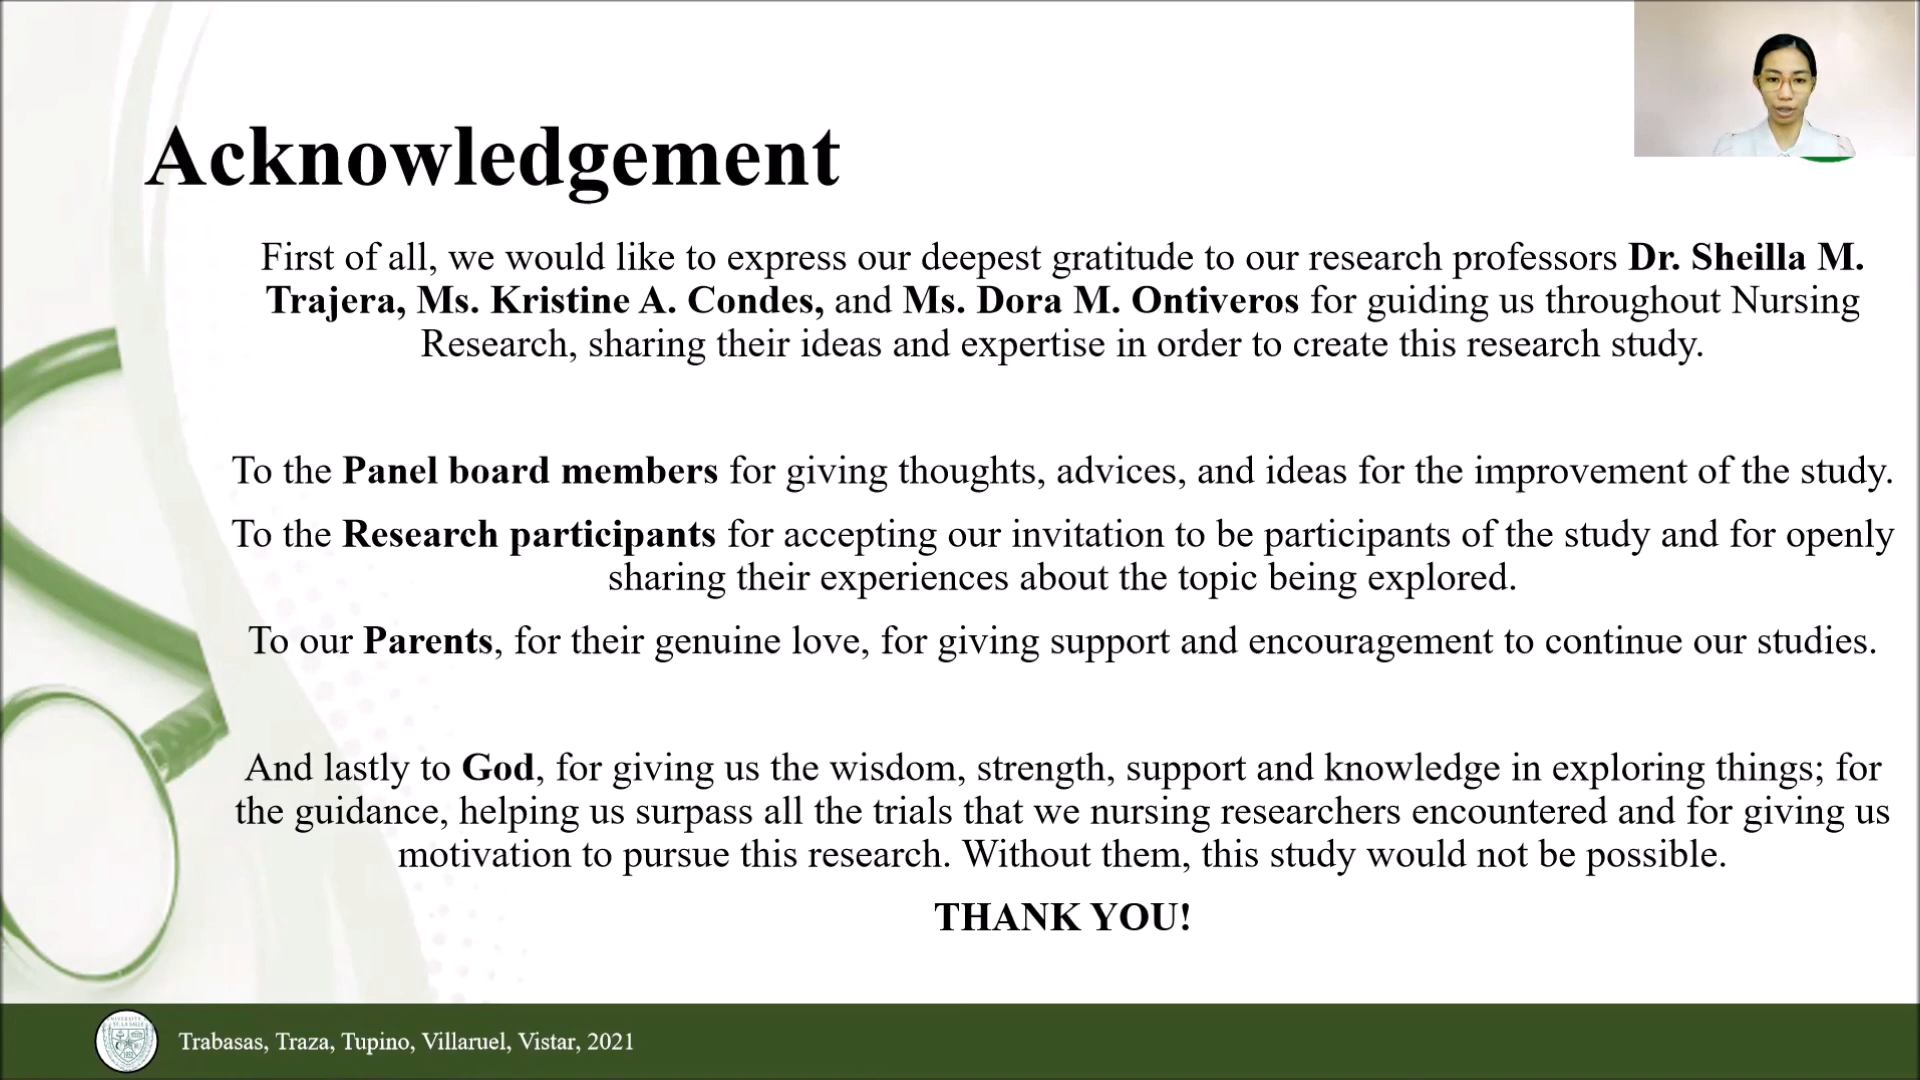 Acknowledgement
First of all, we would like to express our deepest gratitude to our research professors Dr. Sheilla M.
Trajera, Ms. Kristine A. Condes, and Ms. Dora M. Ontiveros for guiding us throughout Nursing
Research, sharing their ideas and expertise in order to create this research study.
To the Panel board members for giving thoughts, advices, and ideas for the improvement of the study.
To the Research participants for accepting our invitation to be participants of the study and for openly
sharing their experiences about the topic being explored.
To our Parents, for their genuine love, for giving support and encouragement to continue our studies.
And lastly to God, for giving us the wisdom, strength, support and knowledge in exploring things; for
the guidance, helping us surpass all the trials that we nursing researchers encountered and for giving us
motivation to pursue this research. Without them, this study would not be possible.
THANK YOU!
Trabasas, Traza, Tupino, Villaruel, Vistar, 2021